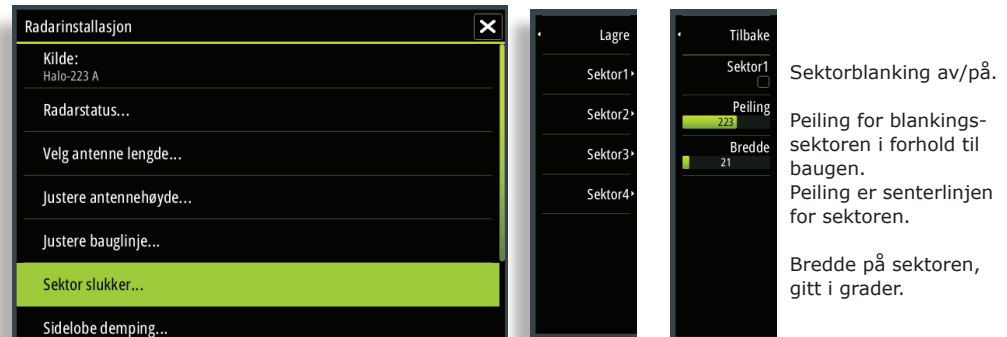 Radarinstallasjon
Kilde:
Halo-223 A
Radarstatus...
Velg antenne lengde...
Justere antennehøyde...
Justere bauglinje...
Sektor slukker...
Sidelobe demping...
Lagre
Sektor1
Sektor2
Sektor3
Sektor4
Tilbake
Sektor1
Peiling
223
Bredde
21
Sektorblanking av/på.
Peiling for blankings-
sektoren i forhold til
baugen.
Peiling er senterlinjen
for sektoren.
Bredde på sektoren,
gitt i grader.